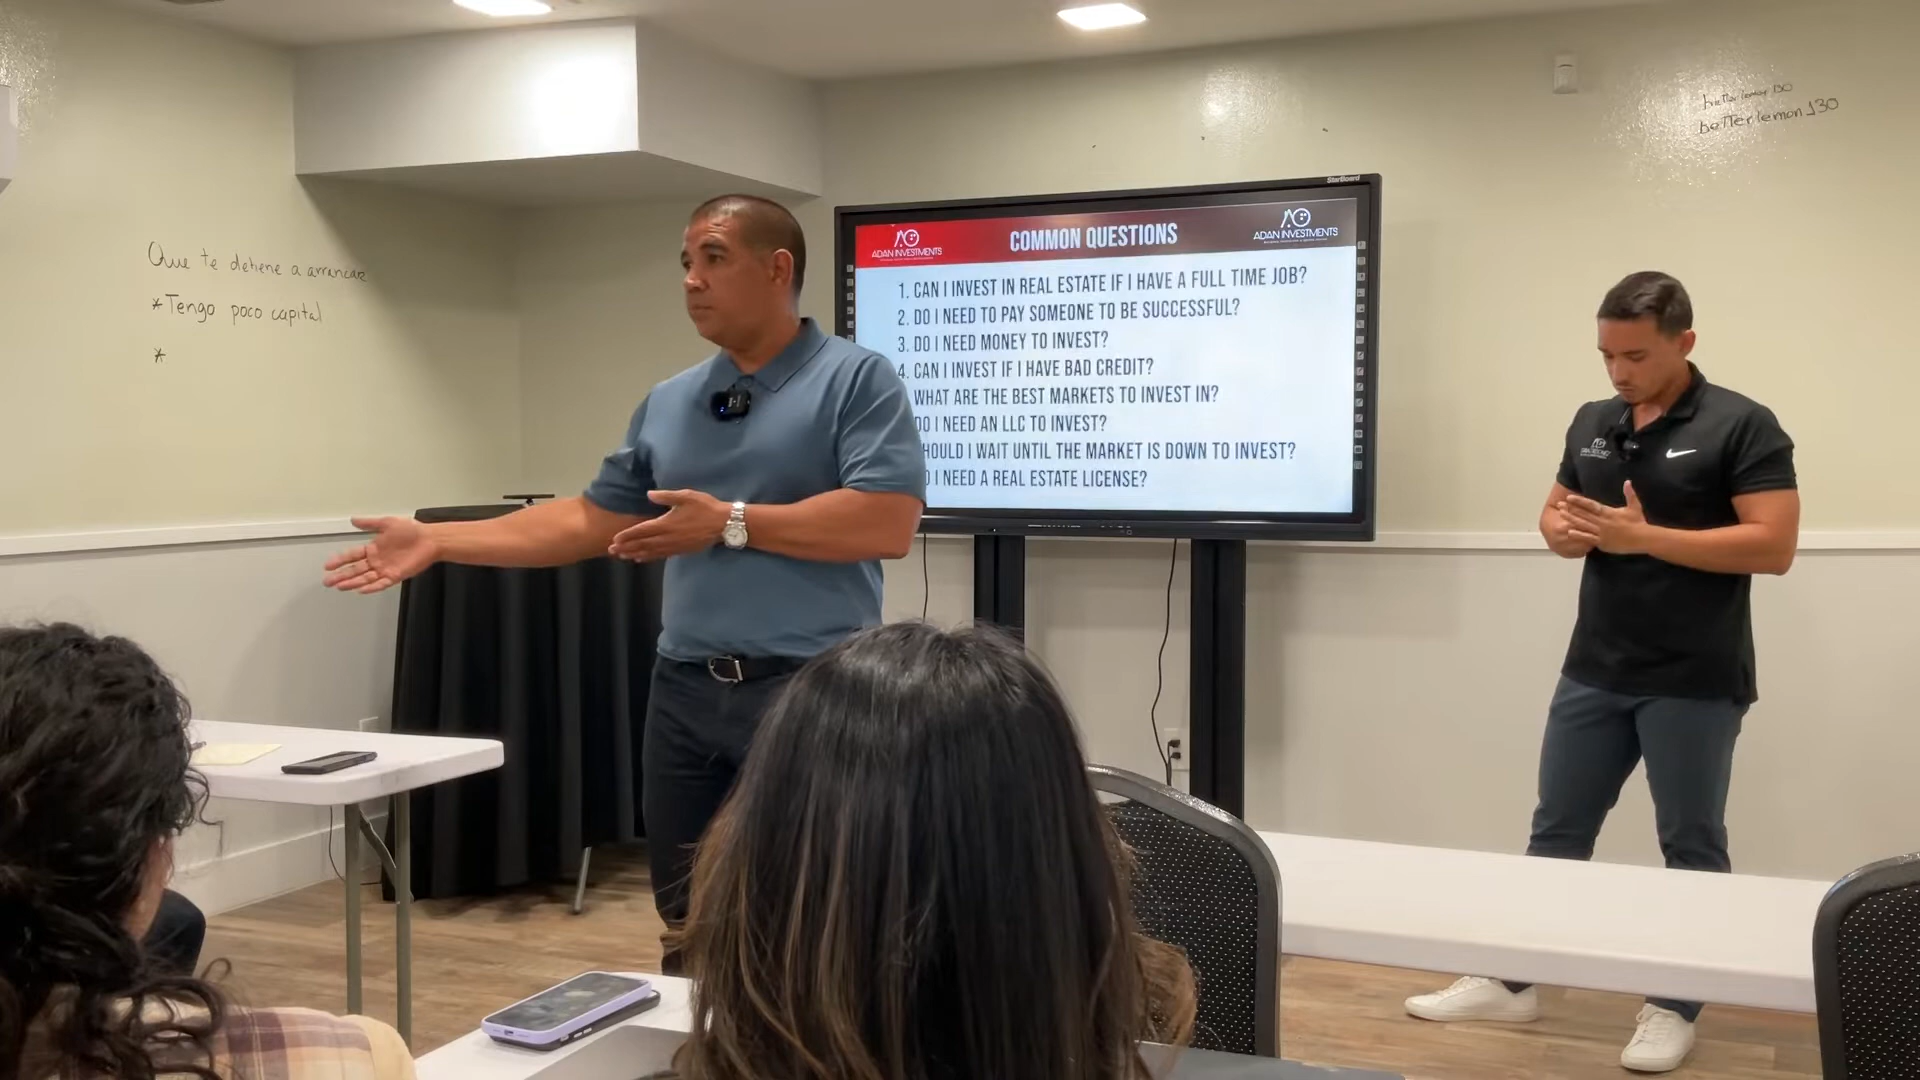 Que te detiene a arrancar
*Tengo poco capital
*
StarBoard
ADAN INVESTMENTS
COMMON QUESTIONS
ADAN INVESTMENTS
1. CAN I INVEST IN REAL ESTATE IF I HAVE A FULL TIME JOB?
2. DO I NEED TO PAY SOMEONE TO BE SUCCESSFUL?
3. DO I NEED MONEY TO INVEST?
4. CAN I INVEST IF I HAVE BAD CREDIT?
WHAT ARE THE BEST MARKETS TO INVEST IN?
DO I NEED AN LLC TO INVEST?
HOULD I WAIT UNTIL THE MARKET IS DOWN TO INVEST?
O I NEED A REAL ESTATE LICENSE?
betterlemon130